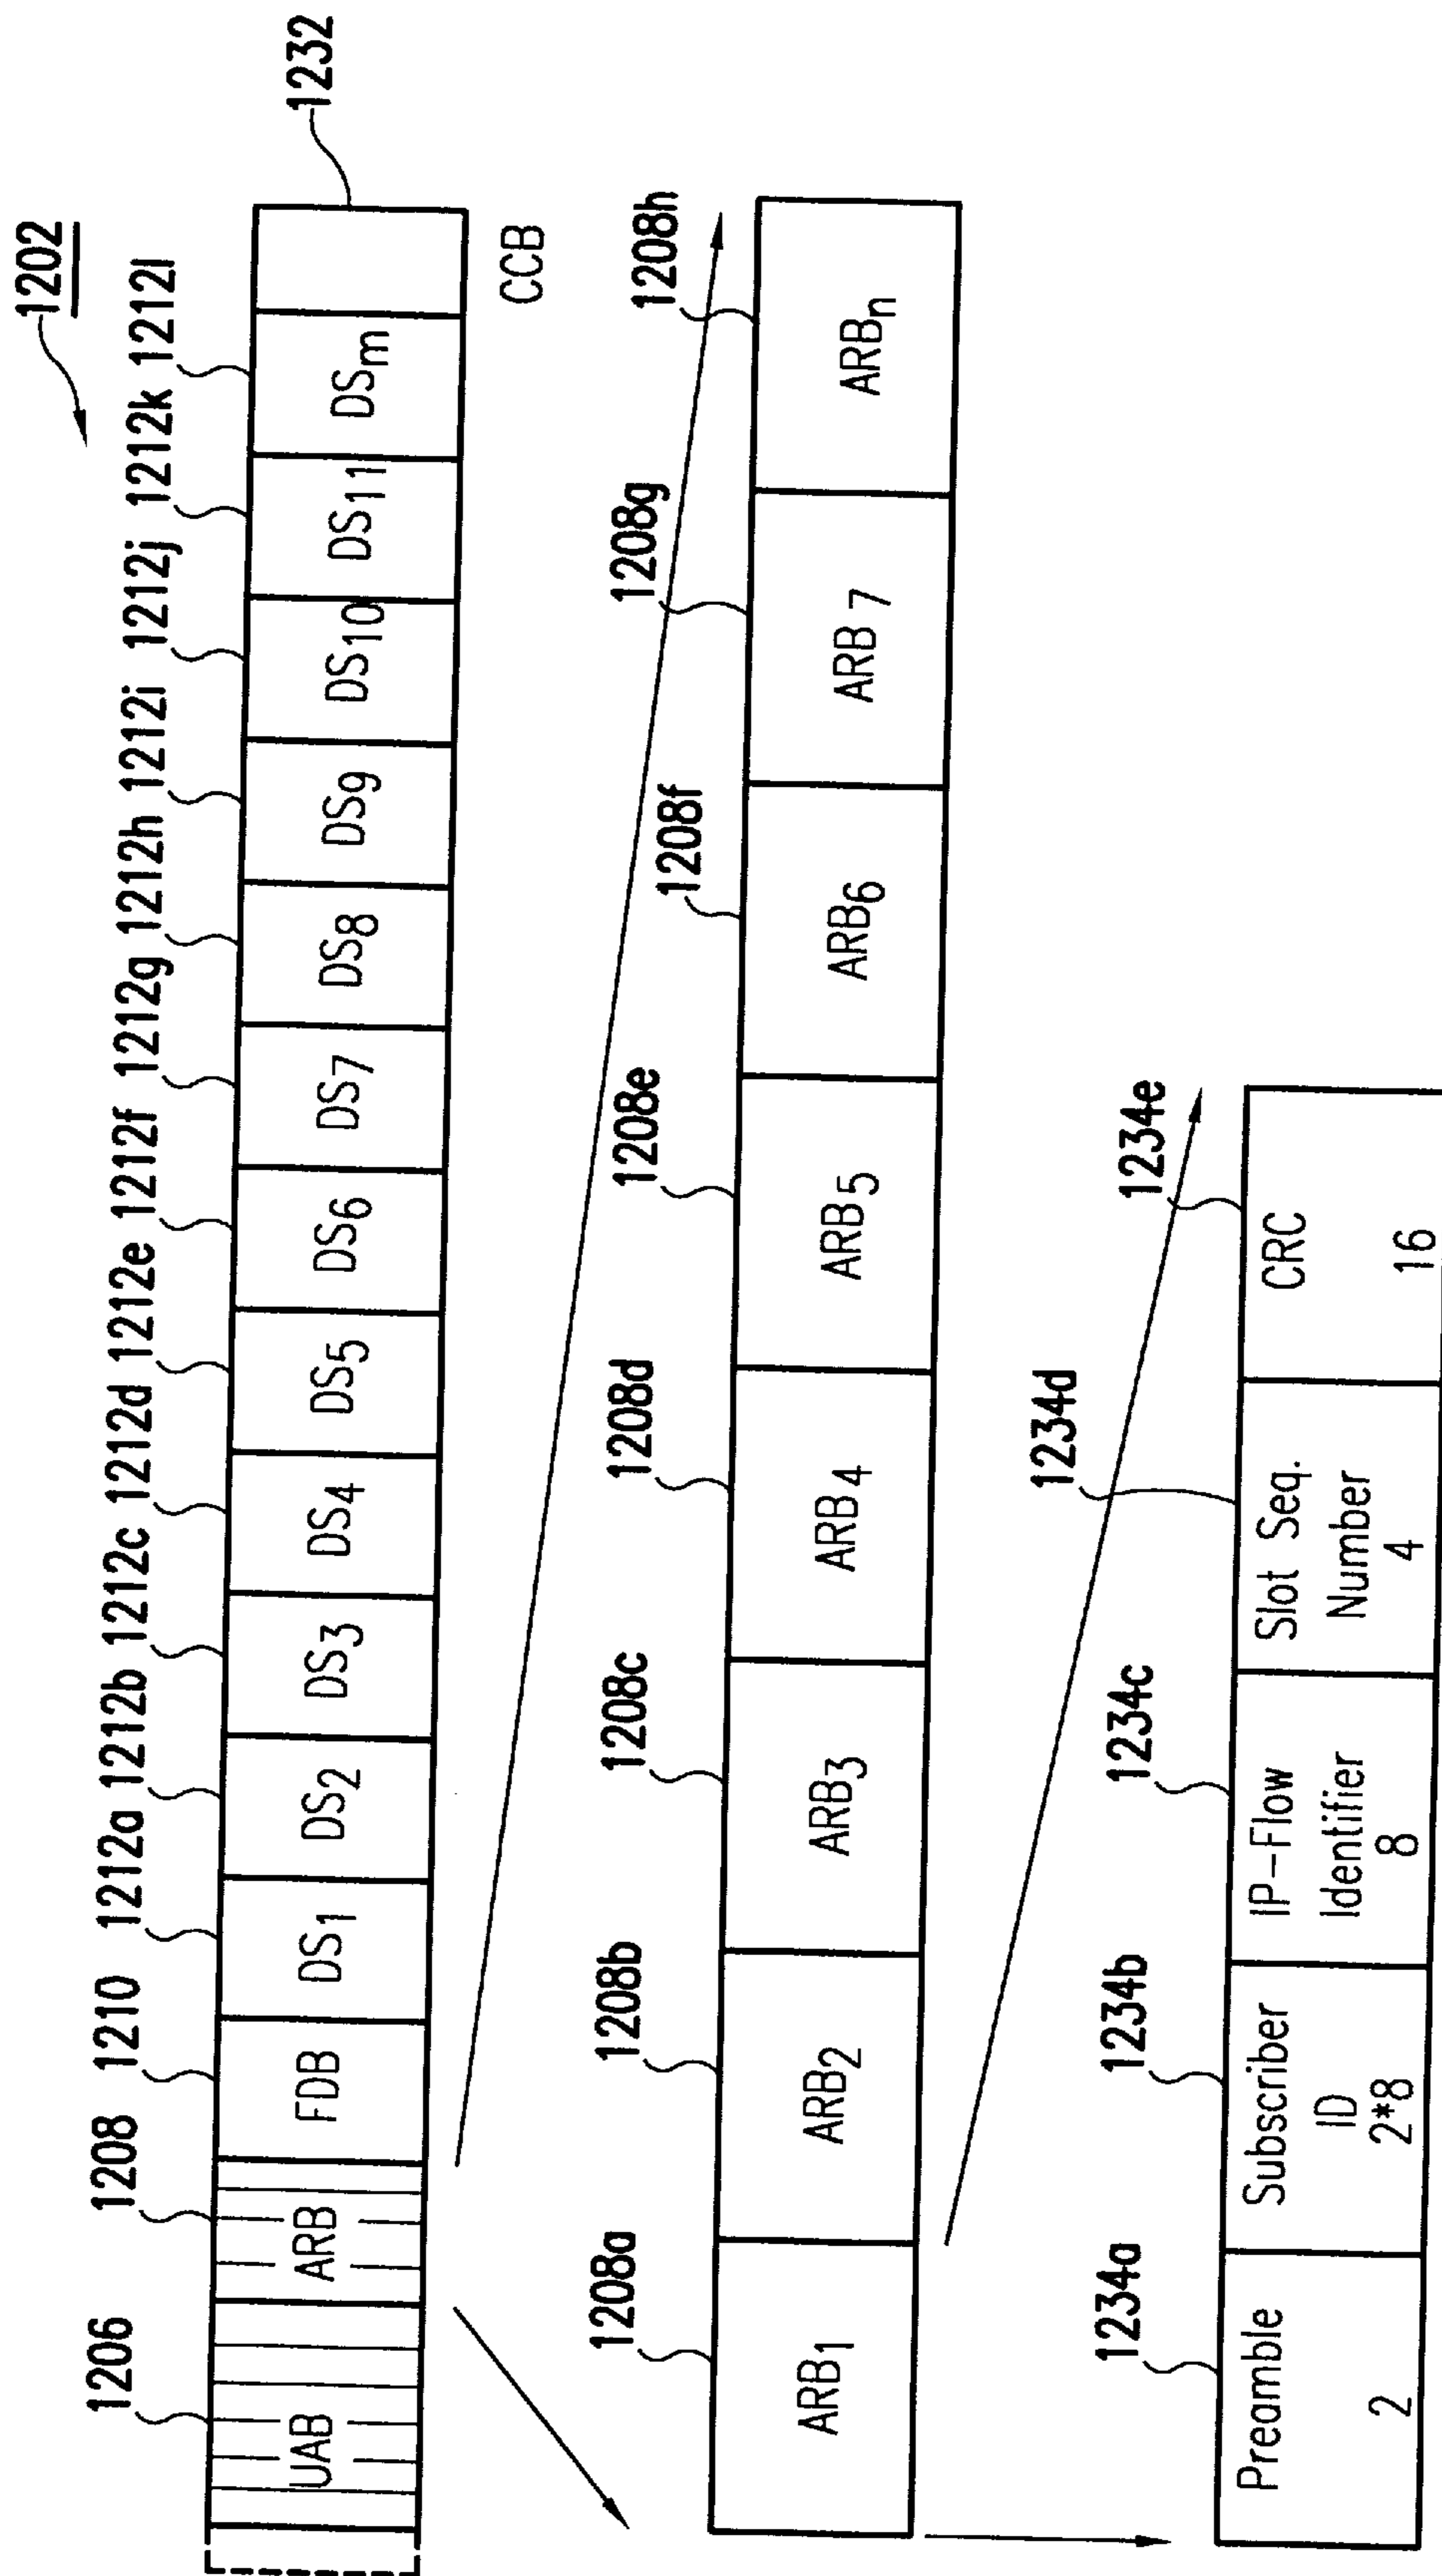 1202
1206 1208 1210 1212a 1212b 1212c 1212d 1212e 1212f 1212g 1212h 1212i 1212j 1212k 1212l 1232
UAB ARB FDB DS1 DS2 DS3 DS4 DS5 DS6 DS7 DS8 DS9 DS10 DS11 DSm
CCB
1208a 1208b 1208c 1208d 1208e 1208f 1208g 1208h
ARB1 ARB2 ARB3 ARB4 ARB5 ARB6 ARB7 ARBn
1234a 1234b 1234c 1234d 1234e
Preamble
2
Subscriber
ID
2*8
IP-Flow
Identifier
8
Slot Seq.
Number
4
CRC
16